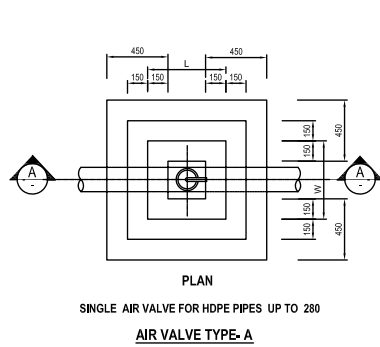 450 450
L
150 150 150 150
A
-
A
-
150
150
450
W
150
150
450
PLAN
SINGLE AIR VALVE FOR HDPE PIPES UP TO 280
AIR VALVE TYPE- A